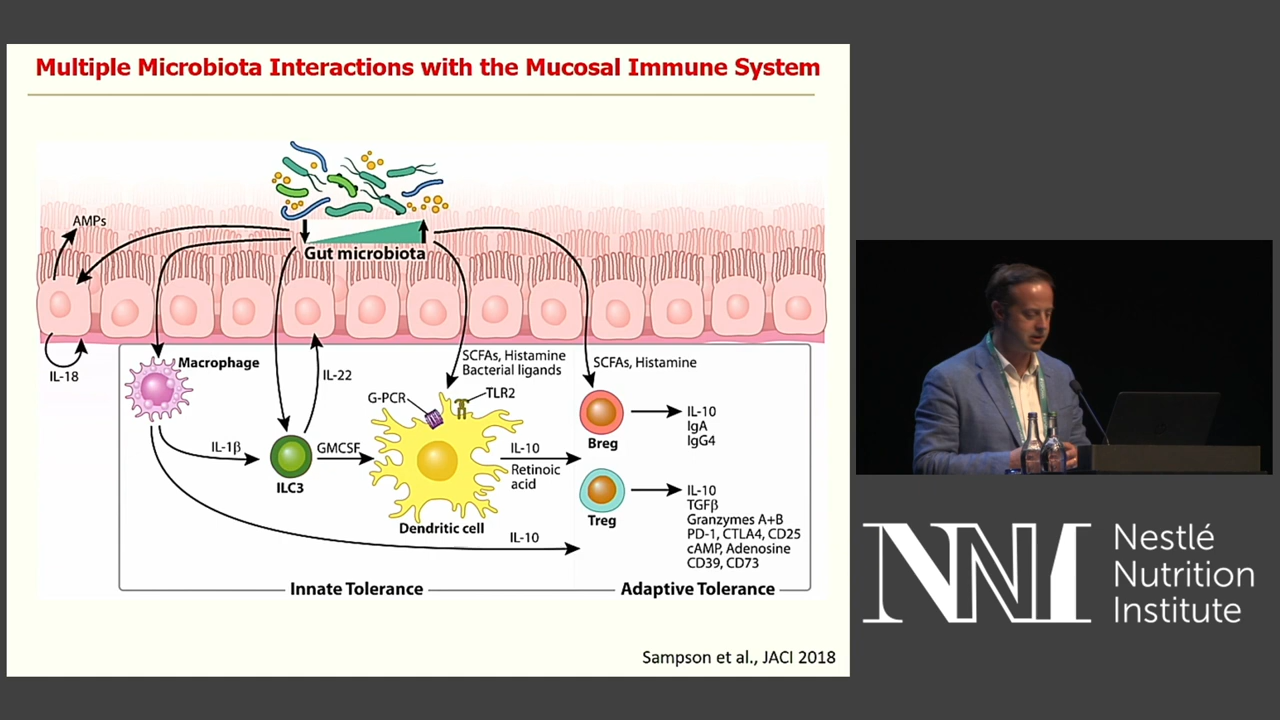 Multiple Microbiota Interactions with the Mucosal Immune System
AMPs
Gut microbiota
IL-18
Macrophage
IL-22
SCFAs, Histamine
Bacterial ligands
SCFAs, Histamine
G-PCR
TLR2
IL-1β
ILC3
GMCSF
Dendritic cell
IL-10
Retinoic
acid
IL-10
Breg
IL-10
IgA
IgG4
Treg
IL-10
TGFβ
Granzymes A+B
PD-1, CTLA4, CD25
cAMP, Adenosine
CD39, CD73
Innate Tolerance
Adaptive Tolerance
Sampson et al., JACI 2018
NNI
Nestlé
Nutrition
Institute